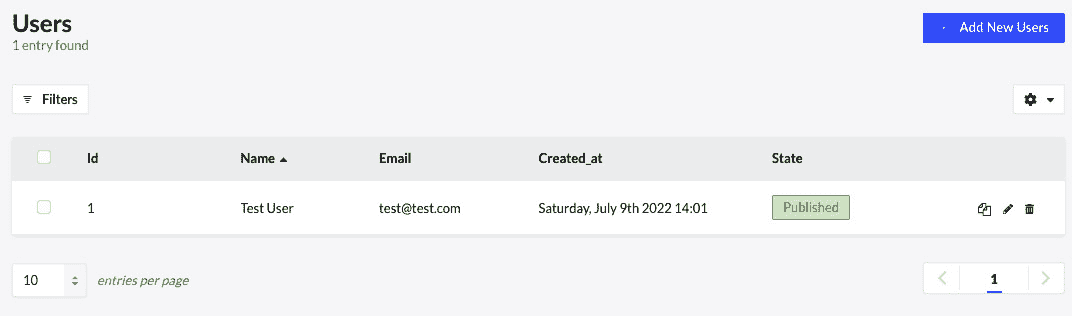 Users
1 entry found
Add New Users
Filters
Id Name Email Created_at State
1 Test User test@test.com Saturday, July 9th 2022 14:01 Published
10 entries per page 1